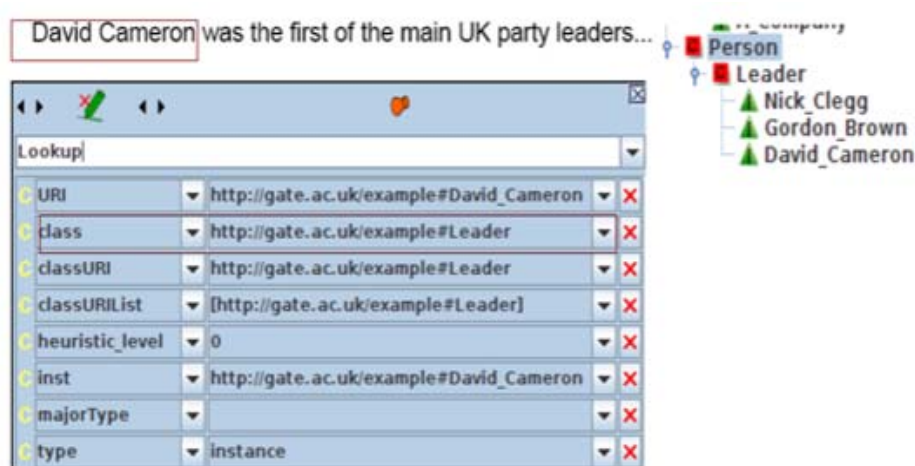 David Cameron was the first of the main UK party leaders...
Person
Leader
Nick_Clegg
Gordon_Brown
David_Cameron
Lookup
C URI http://gate.ac.uk/example#David_Cameron
C class http://gate.ac.uk/example#Leader
C classURI http://gate.ac.uk/example#Leader
C classURIList [http://gate.ac.uk/example#Leader]
C heuristic_level 0
C inst http://gate.ac.uk/example#David_Cameron
C majorType
C type instance